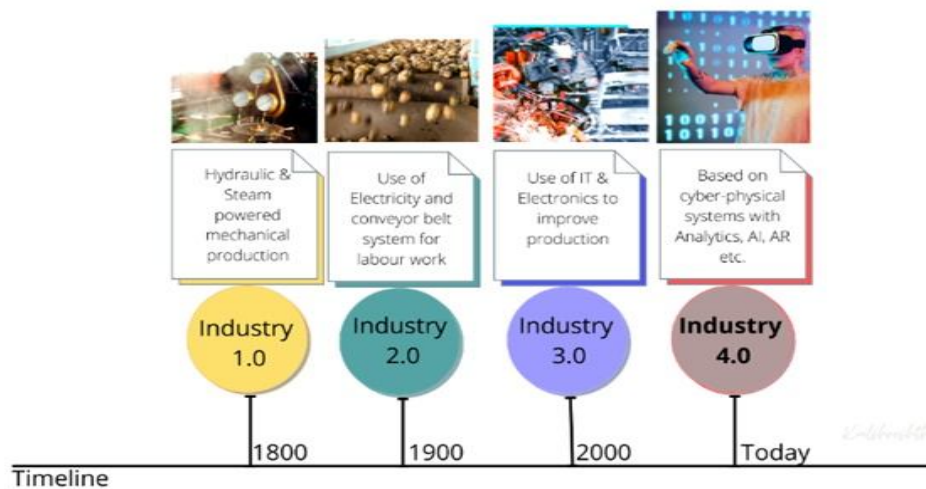 Hydraulic &
Steam
powered
mechanical
production
Use of
Electricity and
conveyor belt
system for
labour work
Use of IT &
Electronics to
improve
production
Based on
cyber-physical
systems with
Analytics, AI, AR
etc.
Industry
1.0
Industry
2.0
Industry
3.0
Industry
4.0
1800
1900
2000
Today
Timeline